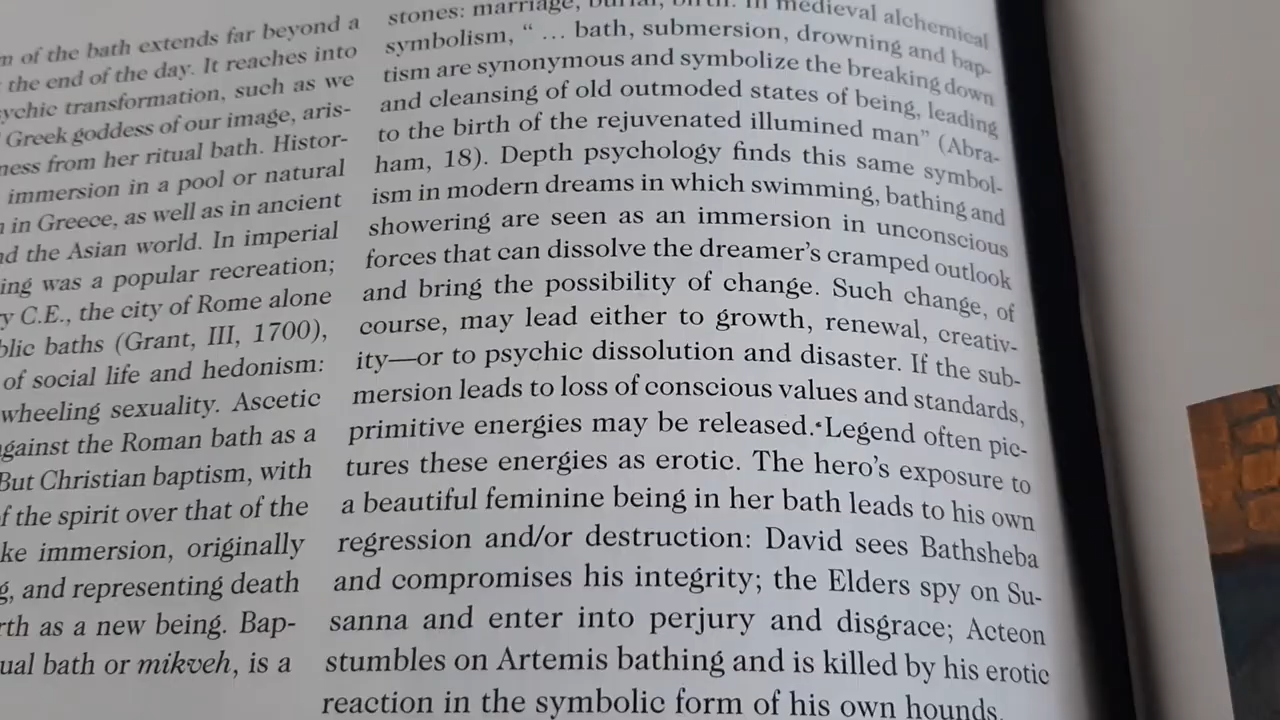 m of the bath extends far beyond a
the end of the day. It reaches into
ychic transformation, such as we
Greek goddess of our image, aris-
ness from her ritual bath. Histor-
immersion in a pool or natural
n in Greece, as well as in ancient
nd the Asian world. In imperial
ing was a popular recreation;
y C.E., the city of Rome alone
blic baths (Grant, III, 1700),
of social life and hedonism:
wheeling sexuality. Ascetic
against the Roman bath as a
But Christian baptism, with
of the spirit over that of the
ke immersion, originally
g, and representing death
rth as a new being. Bap-
ual bath or mikveh, is a
stones: marriage, burial, birth. In medieval alchemical
symbolism, “ ... bath, submersion, drowning and bap-
tism are synonymous and symbolize the breaking down
and cleansing of old outmoded states of being, leading
to the birth of the rejuvenated illumined man” (Abra-
ham, 18). Depth psychology finds this same symbol-
ism in modern dreams in which swimming, bathing and
showering are seen as an immersion in unconscious
forces that can dissolve the dreamer’s cramped outlook
and bring the possibility of change. Such change, of
course, may lead either to growth, renewal, creativ-
ity—or to psychic dissolution and disaster. If the sub-
mersion leads to loss of conscious values and standards,
primitive energies may be released. Legend often pic-
tures these energies as erotic. The hero’s exposure to
a beautiful feminine being in her bath leads to his own
regression and/or destruction: David sees Bathsheba
and compromises his integrity; the Elders spy on Su-
sanna and enter into perjury and disgrace; Acteon
stumbles on Artemis bathing and is killed by his erotic
reaction in the symbolic form of his own hounds.